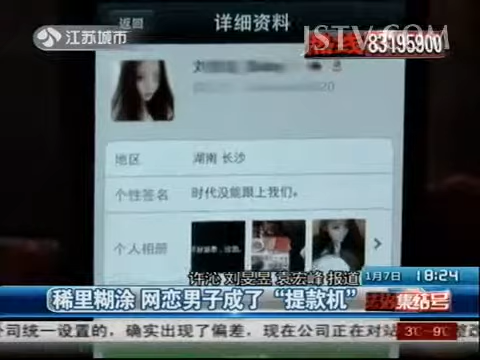 返回
详细资料
JSTV.COM
江苏城市
热线
83195900
地区
湖南 长沙
个性签名
时代没能跟上我们。
个人相册
许沁 刘旻昱 袁宏峰 报道
1月7日
18:24
稀里糊涂 网恋男子成了“提款机”
集结号
公司统一设置的，确实出现了偏差，现在公司正在对站
3℃~9℃